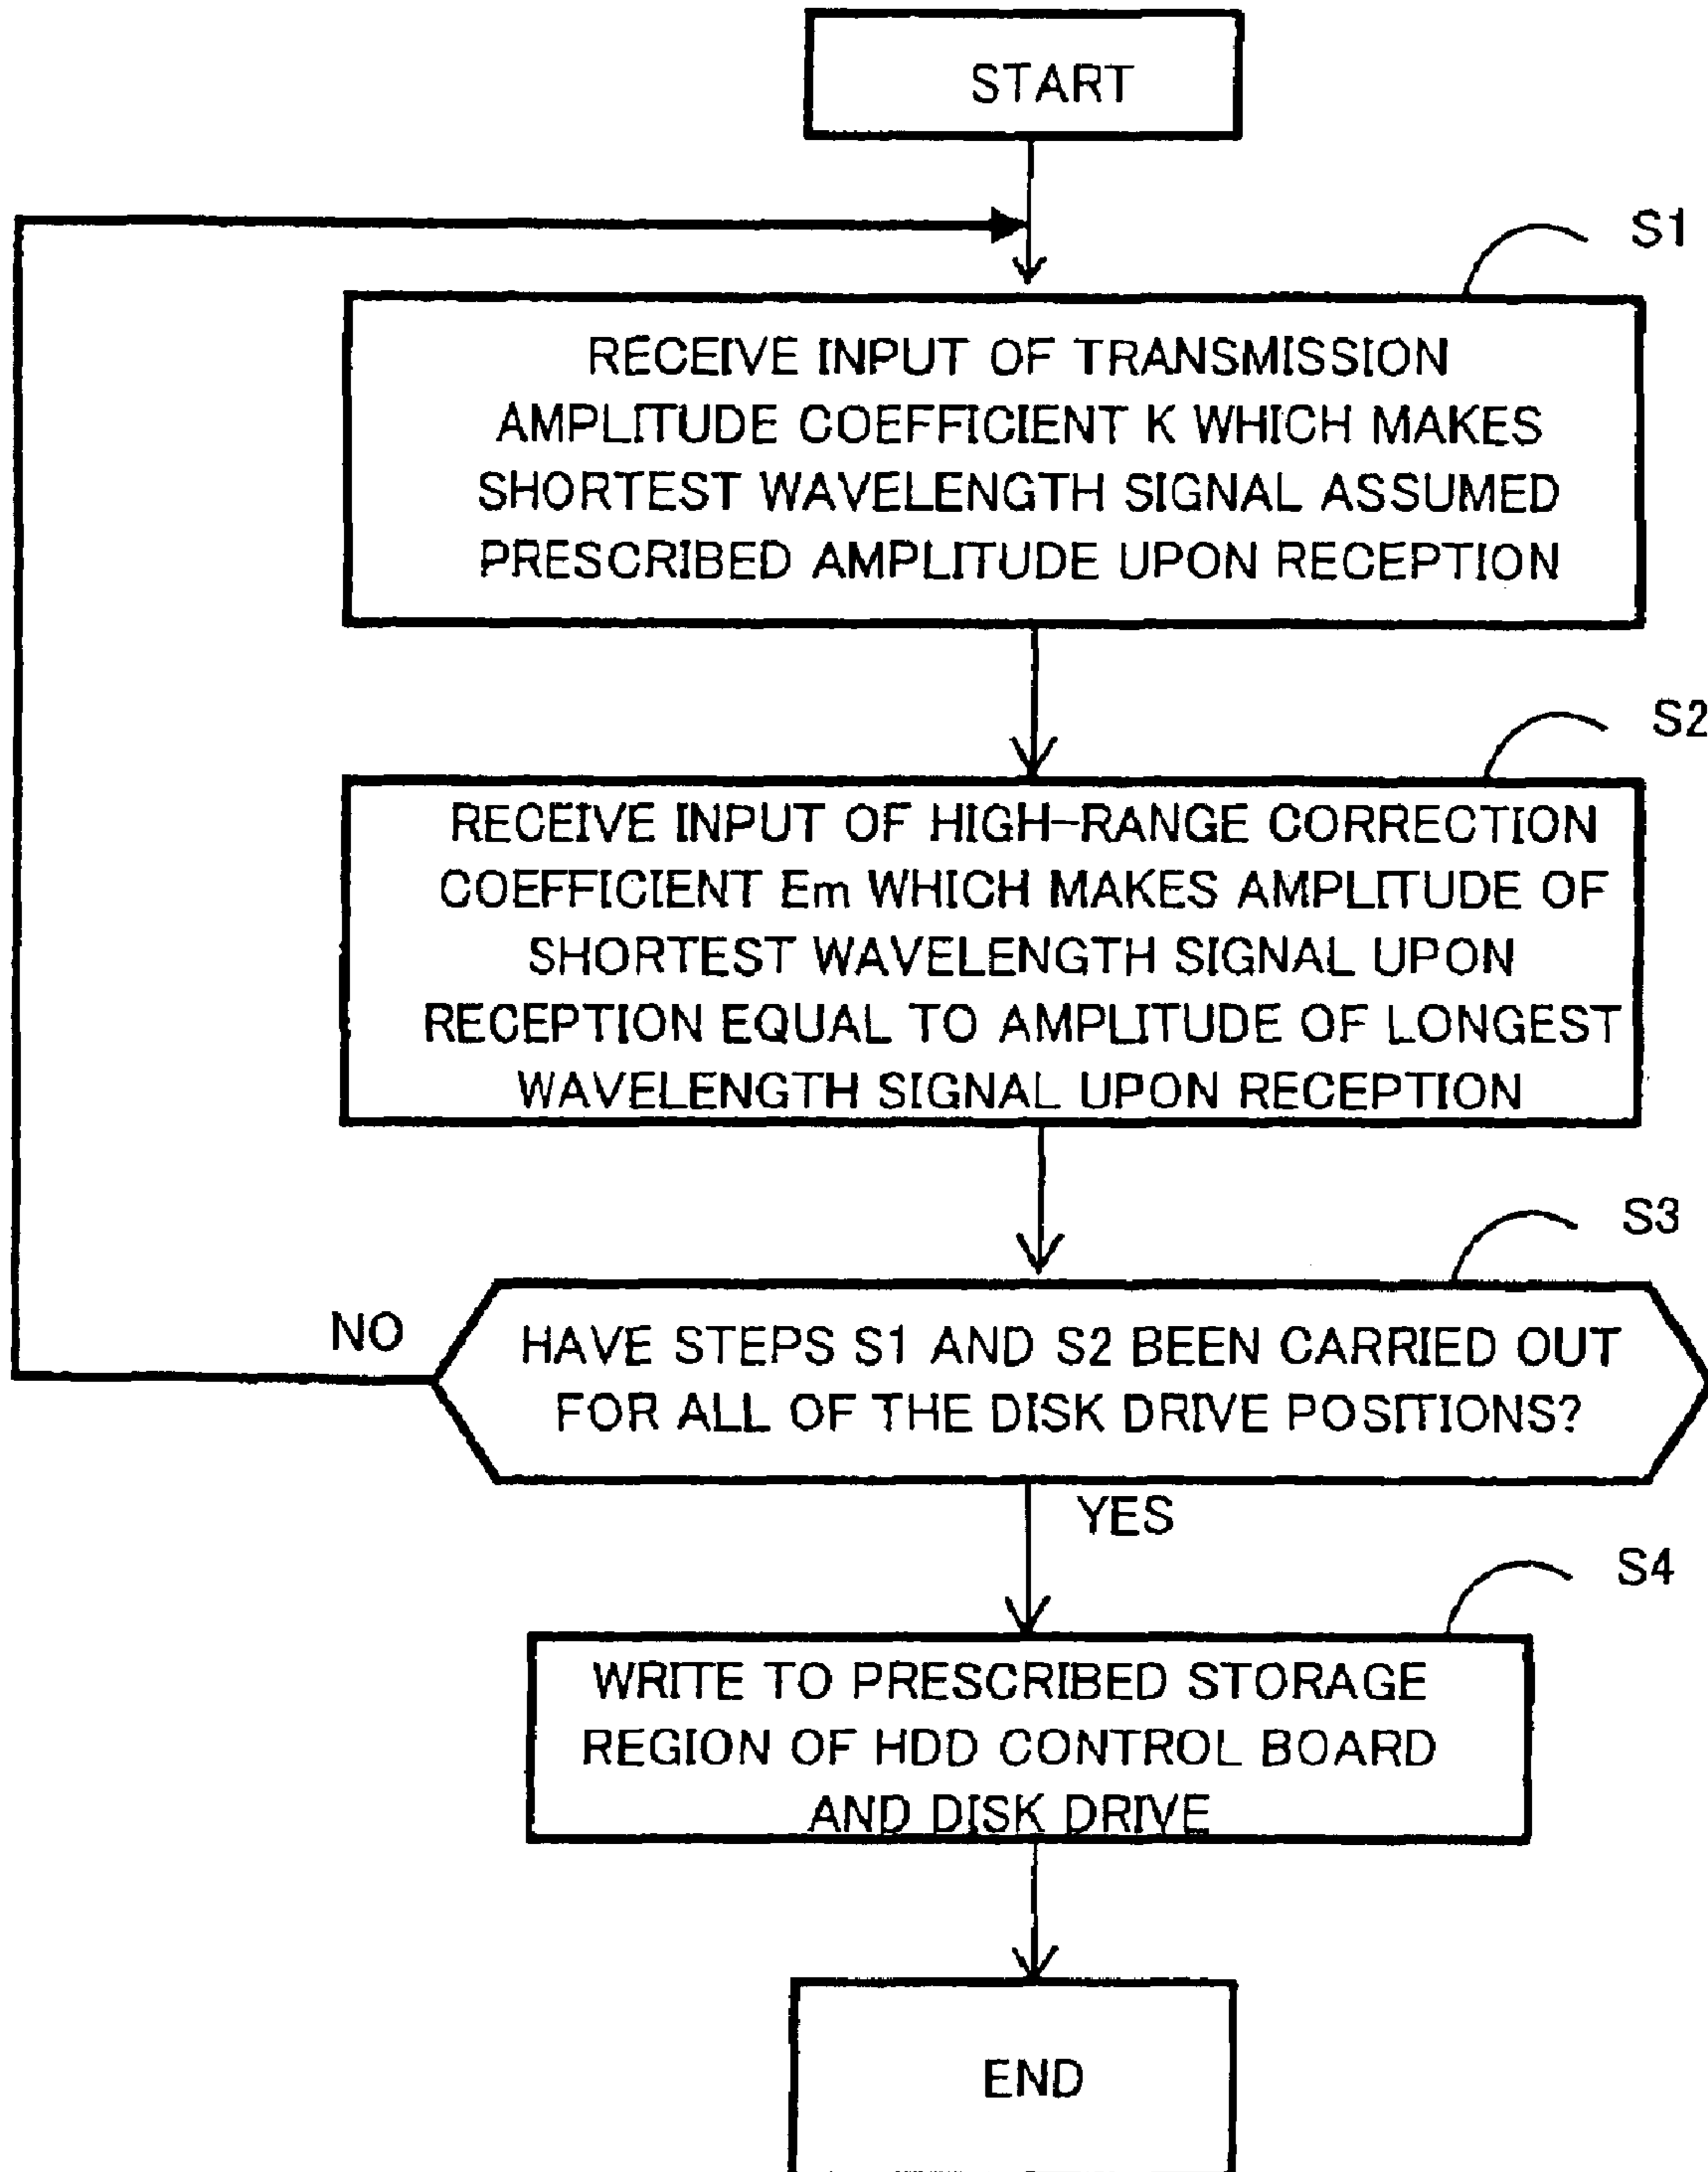 START
S1
RECEIVE INPUT OF TRANSMISSION
AMPLITUDE COEFFICIENT K WHICH MAKES
SHORTEST WAVELENGTH SIGNAL ASSUMED
PRESCRIBED AMPLITUDE UPON RECEPTION
S2
RECEIVE INPUT OF HIGH-RANGE CORRECTION
COEFFICIENT Em WHICH MAKES AMPLITUDE OF
SHORTEST WAVELENGTH SIGNAL UPON
RECEPTION EQUAL TO AMPLITUDE OF LONGEST
WAVELENGTH SIGNAL UPON RECEPTION
S3
NO
HAVE STEPS S1 AND S2 BEEN CARRIED OUT
FOR ALL OF THE DISK DRIVE POSITIONS?
YES
S4
WRITE TO PRESCRIBED STORAGE
REGION OF HDD CONTROL BOARD
AND DISK DRIVE
END